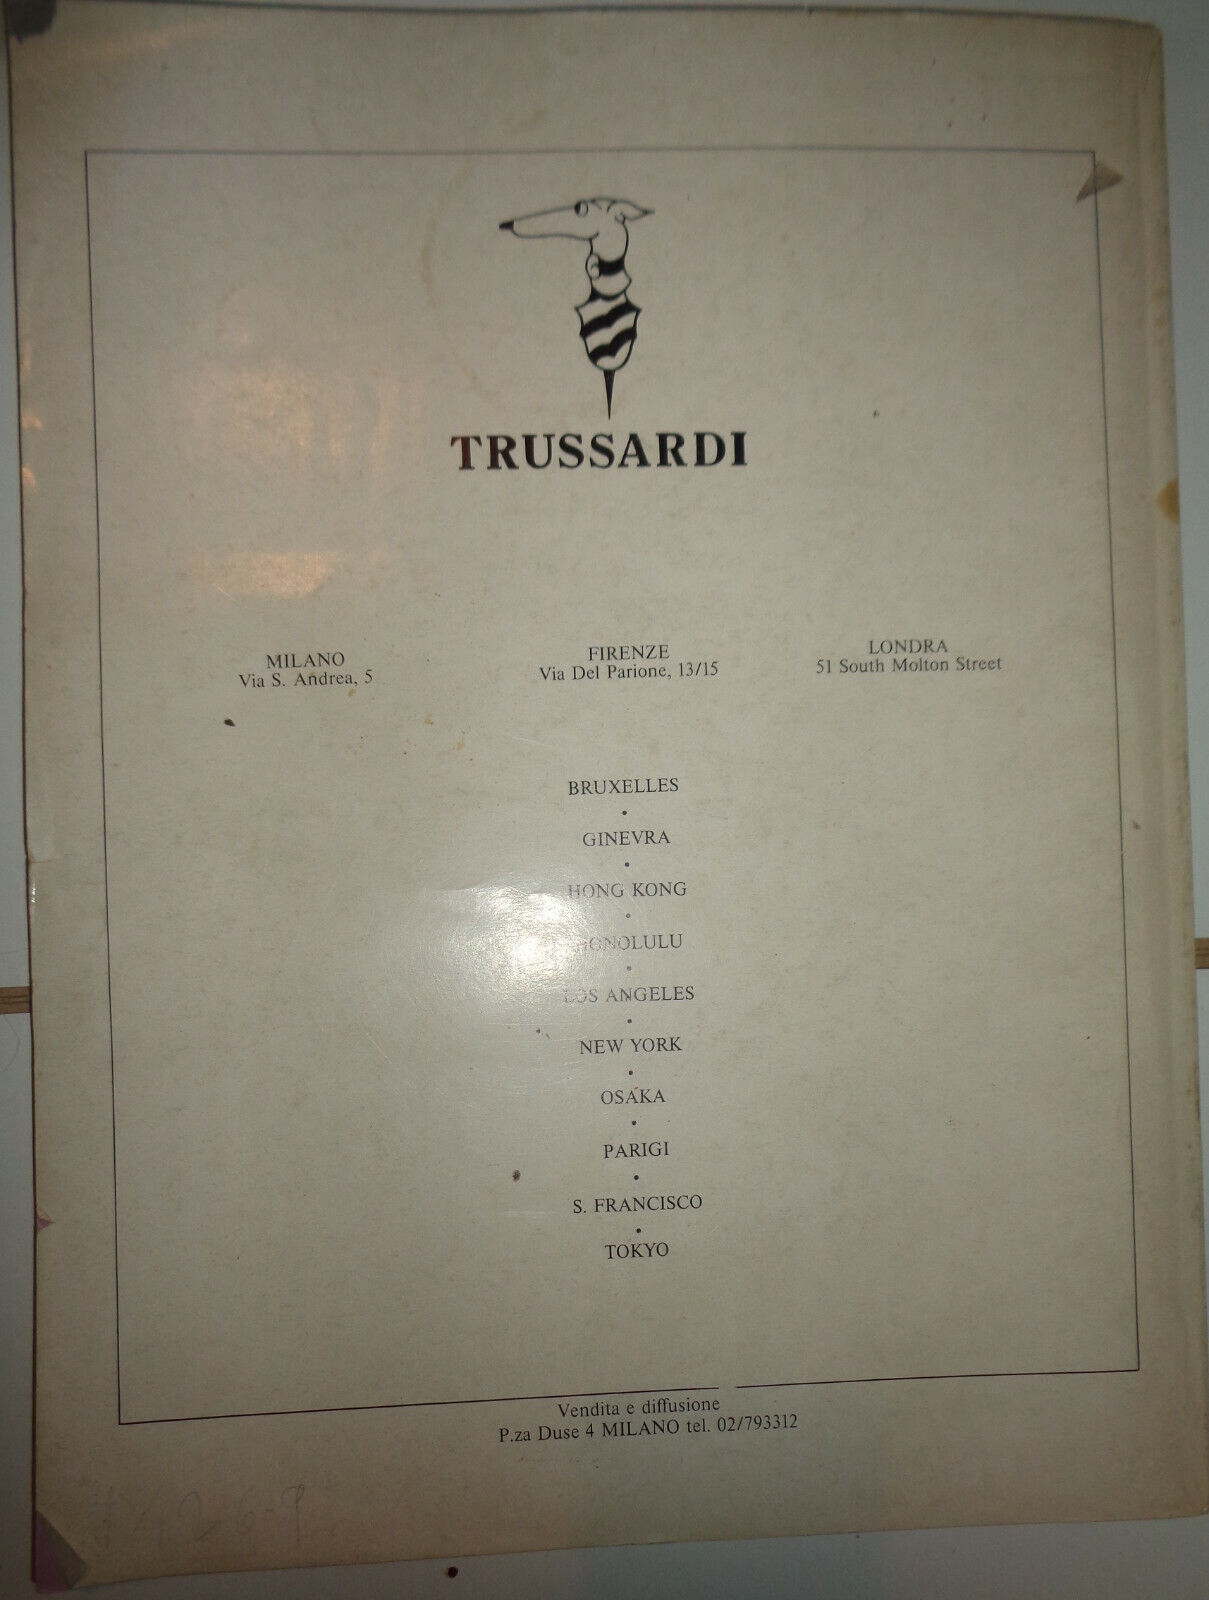 TRUSSARDI
MILANO
Via S. Andrea, 5
FIRENZE
Via Del Parione, 13/15
LONDRA
51 South Molton Street
BRUXELLES
•
GINEVRA
•
HONG KONG
•
HONOLULU
•
LOS ANGELES
•
NEW YORK
•
OSAKA
•
PARIGI
•
S. FRANCISCO
•
TOKYO
Vendita e diffusione
P.za Duse 4 MILANO tel. 02/793312